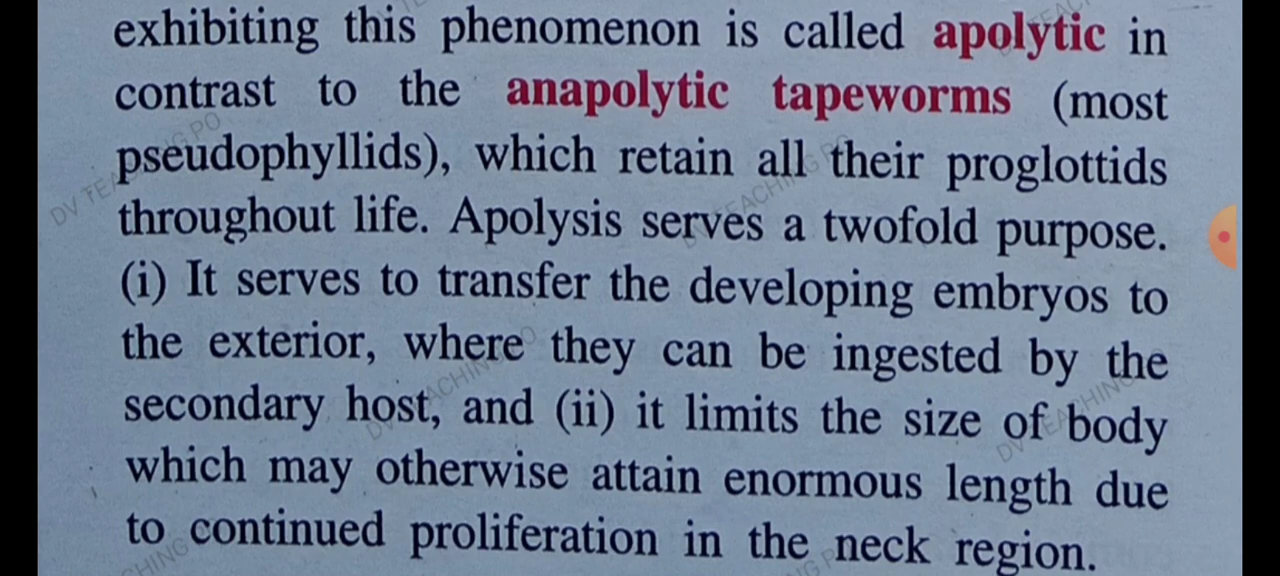 exhibiting this phenomenon is called apolytic in
contrast to the anapolytic tapeworms (most
pseudophyllids), which retain all their proglottids
throughout life. Apolysis serves a twofold purpose.
(i) It serves to transfer the developing embryos to
the exterior, where they can be ingested by the
secondary host, and (ii) it limits the size of body
which may otherwise attain enormous length due
to continued proliferation in the neck region.